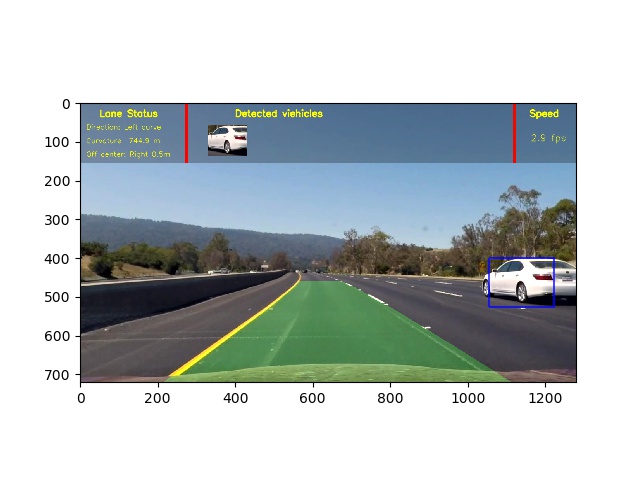 Lane Status
Detected viehicles
Speed
Direction: Left curve
Curvature: 744.9 m
Off center: Right 0.5m
2.9 fps
0
100
200
300
400
500
600
700
0
200
400
600
800
1000
1200